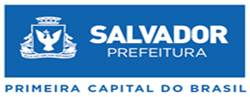 SALVADOR
PREFEITURA
PRIMEIRA CAPITAL DO BRASIL